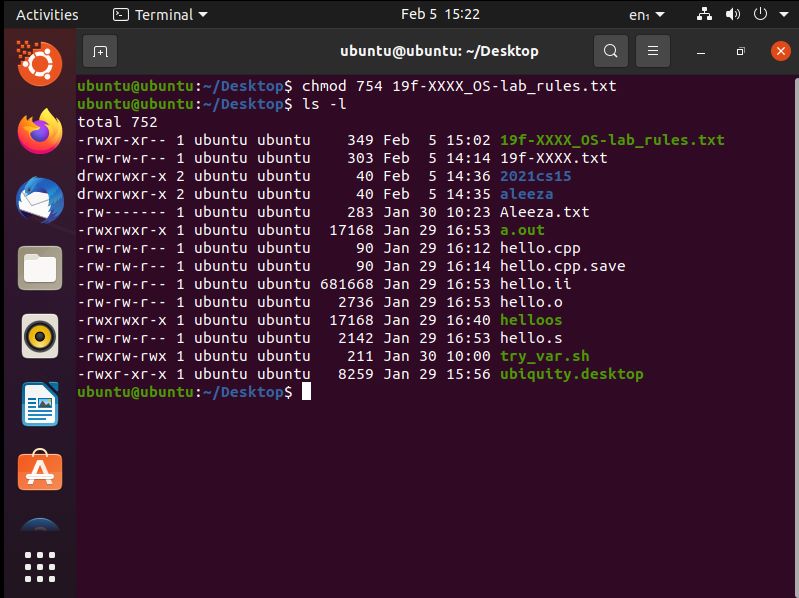 Activities Terminal Feb 5 15:22 en₁
ubuntu@ubuntu: ~/Desktop
ubuntu@ubuntu:~/Desktop$ chmod 754 19f-XXXX_OS-lab_rules.txt
ubuntu@ubuntu:~/Desktop$ ls -l
total 752
-rwxr-xr-- 1 ubuntu ubuntu    349 Feb  5 15:02 19f-XXXX_OS-lab_rules.txt
-rw-rw-r-- 1 ubuntu ubuntu    303 Feb  5 14:14 19f-XXXX.txt
drwxrwxr-x 2 ubuntu ubuntu     40 Feb  5 14:36 2021cs15
drwxrwxr-x 2 ubuntu ubuntu     40 Feb  5 14:35 aleeza
-rw------- 1 ubuntu ubuntu    283 Jan 30 10:23 Aleeza.txt
-rwxrwxr-x 1 ubuntu ubuntu  17168 Jan 29 16:53 a.out
-rw-rw-r-- 1 ubuntu ubuntu     90 Jan 29 16:12 hello.cpp
-rw-rw-r-- 1 ubuntu ubuntu     90 Jan 29 16:14 hello.cpp.save
-rw-rw-r-- 1 ubuntu ubuntu 681668 Jan 29 16:53 hello.ii
-rw-rw-r-- 1 ubuntu ubuntu   2736 Jan 29 16:53 hello.o
-rwxrwxr-x 1 ubuntu ubuntu  17168 Jan 29 16:40 helloos
-rw-rw-r-- 1 ubuntu ubuntu   2142 Jan 29 16:53 hello.s
-rwxrw-rwx 1 ubuntu ubuntu    211 Jan 30 10:00 try_var.sh
-rwxr-xr-x 1 ubuntu ubuntu   8259 Jan 29 15:56 ubiquity.desktop
ubuntu@ubuntu:~/Desktop$